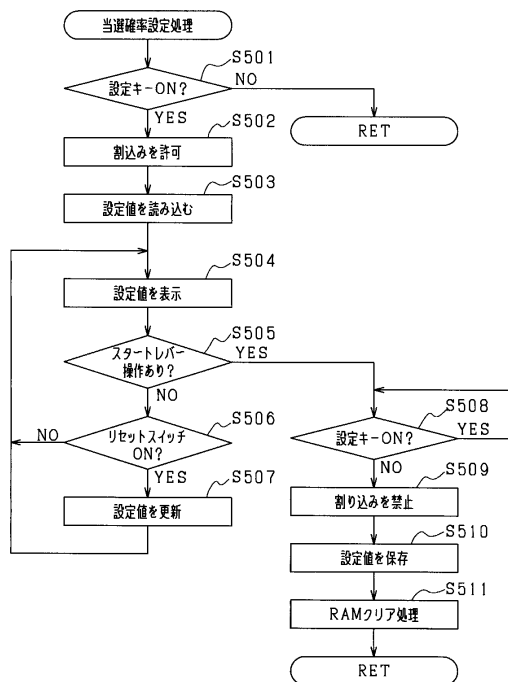 当選確率設定処理
S501
設定キーON?
NO
YES
RET
S502
割込みを許可
S503
設定値を読み込む
S504
設定値を表示
S505
スタートレバー
操作あり?
YES
NO
S506
リセットスイッチ
ON?
NO
YES
S507
設定値を更新
S508
設定キーON?
YES
NO
S509
割り込みを禁止
S510
設定値を保存
S511
RAMクリア処理
RET